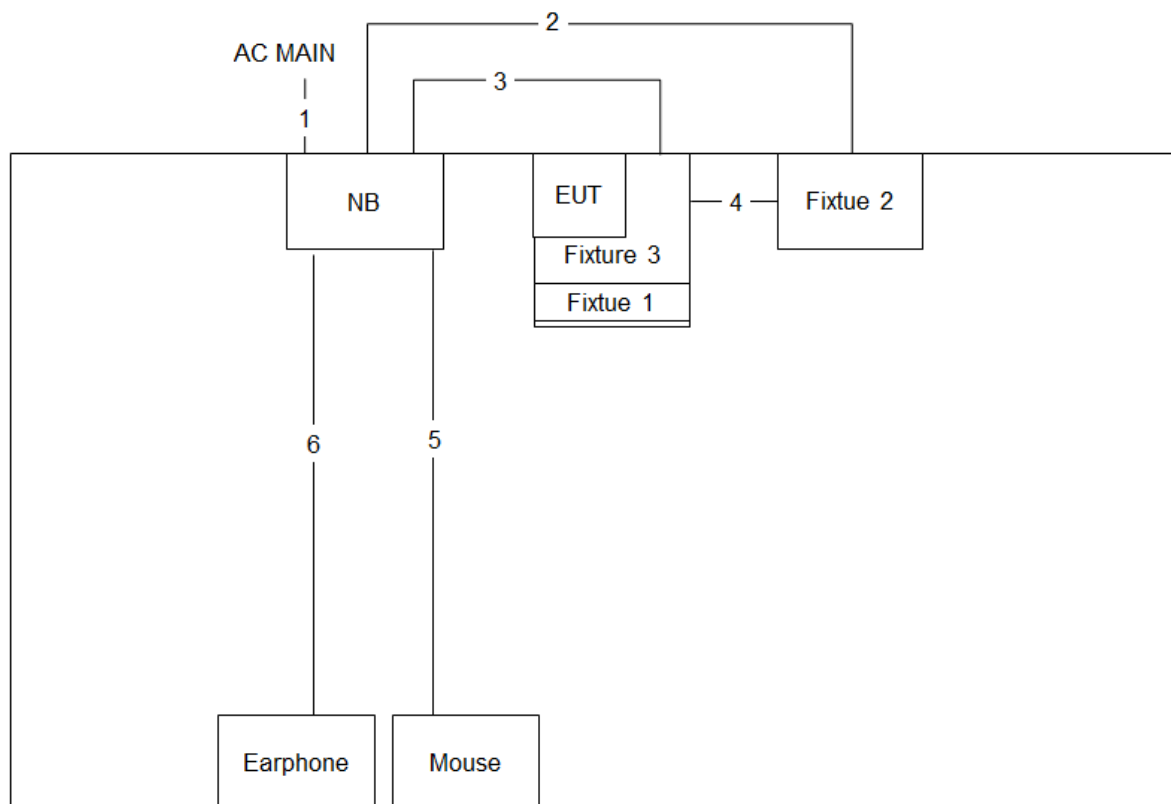 2
AC MAIN
3
1
NB
EUT
4
Fixtue 2
Fixture 3
Fixtue 1
6
5
Earphone
Mouse